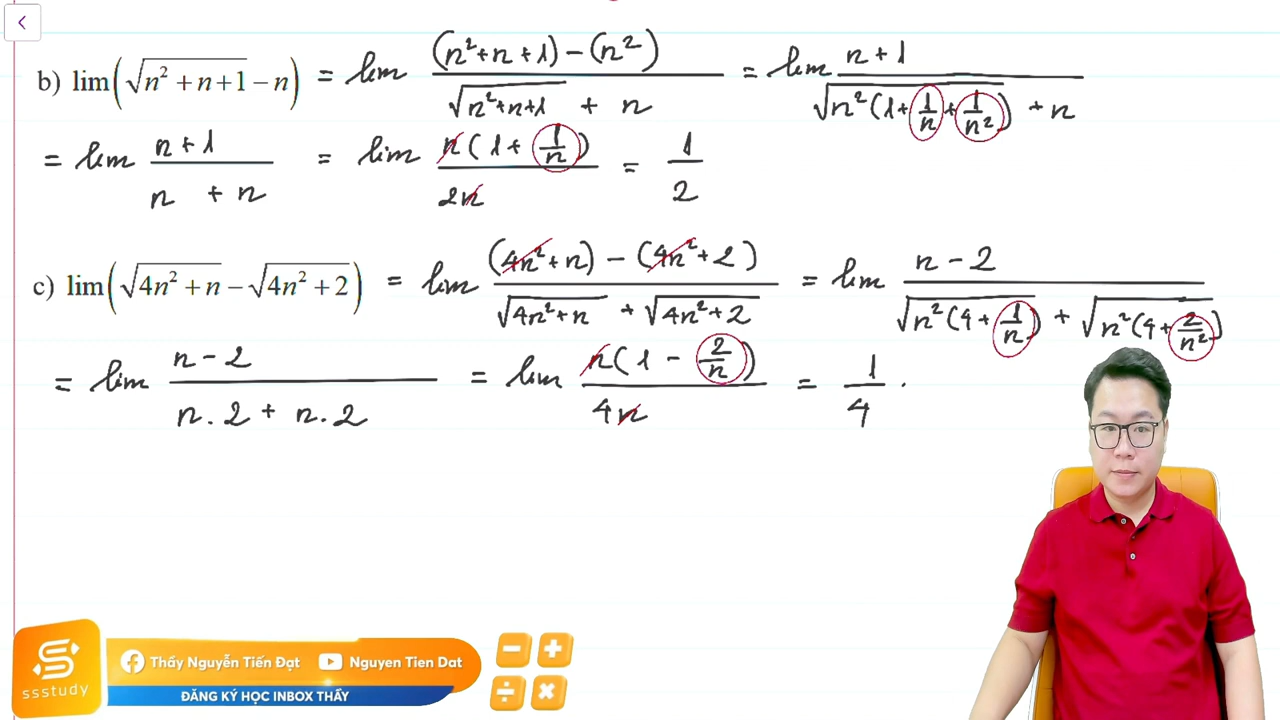 b) lim(√(n² + n + 1) − n) = lim ((n² + n + 1) − (n²)) / (√(n² + n + 1) + n) = lim (n + 1) / (√(n²(1 + 1/n + 1/n²)) + n)
= lim (n + 1) / (n + n) = lim n(1 + 1/n) / 2n = 1/2
c) lim(√(4n² + n) − √(4n² + 2)) = lim ((4n² + n) − (4n² + 2)) / (√(4n² + n) + √(4n² + 2)) = lim (n − 2) / (√(n²(4 + 1/n)) + √(n²(4 + 2/n²)))
= lim (n − 2) / (n.2 + n.2) = lim n(1 − 2/n) / 4n = 1/4.
ssstudy
Thầy Nguyễn Tiến Đạt Nguyen Tien Dat
ĐĂNG KÝ HỌC INBOX THẦY
− +
÷ ×